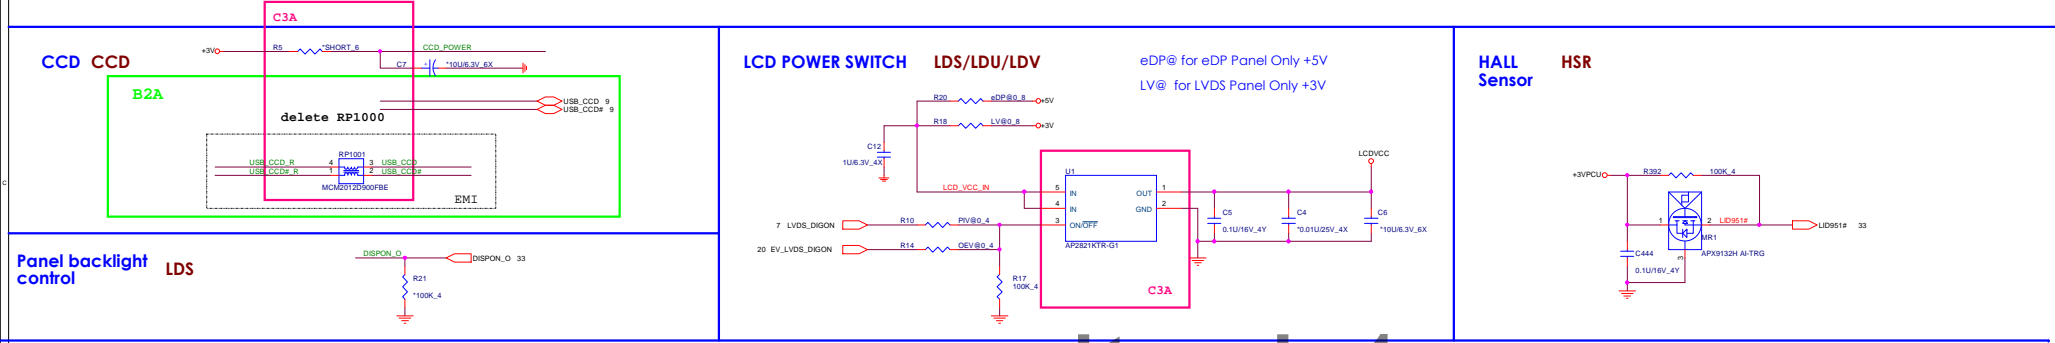 C3A
CCD CCD
+3V
R5
*SHORT_6
CCD_POWER
C7
*10U/6.3V_6X
B2A
USB_CCD 9
USB_CCD# 9
delete RP1000
RP1001
USB_CCD_R 4 3 USB_CCD
USB_CCD#_R 1 2 USB_CCD#
MCM2012D900FBE
EMI
Panel backlight
control
LDS
DISPON_O
DISPON_O 33
R21
*100K_4
C
LCD POWER SWITCH LDS/LDU/LDV
eDP@ for eDP Panel Only +5V
LV@ for LVDS Panel Only +3V
R20 eDP@0_8 +5V
R18 LV@0_8 +3V
C12
1U/6.3V_4X
LCD_VCC_IN
U1
5 IN
4 IN
3 ON/OFF
OUT 1
GND 2
AP2821KTR-G1
LCDVCC
7 LVDS_DIGON
R10 PIV@0_4
20 EV_LVDS_DIGON
R14 OEV@0_4
R17
100K_4
C5
0.1U/16V_4Y
C4
*0.01U/25V_4X
C6
*10U/6.3V_6X
C3A
HALL
Sensor
HSR
+3VPCU
R392 100K_4
1
2
LID951#
LID951# 33
MR1
APX9132H AI-TRG
3
C444
0.1U/16V_4Y